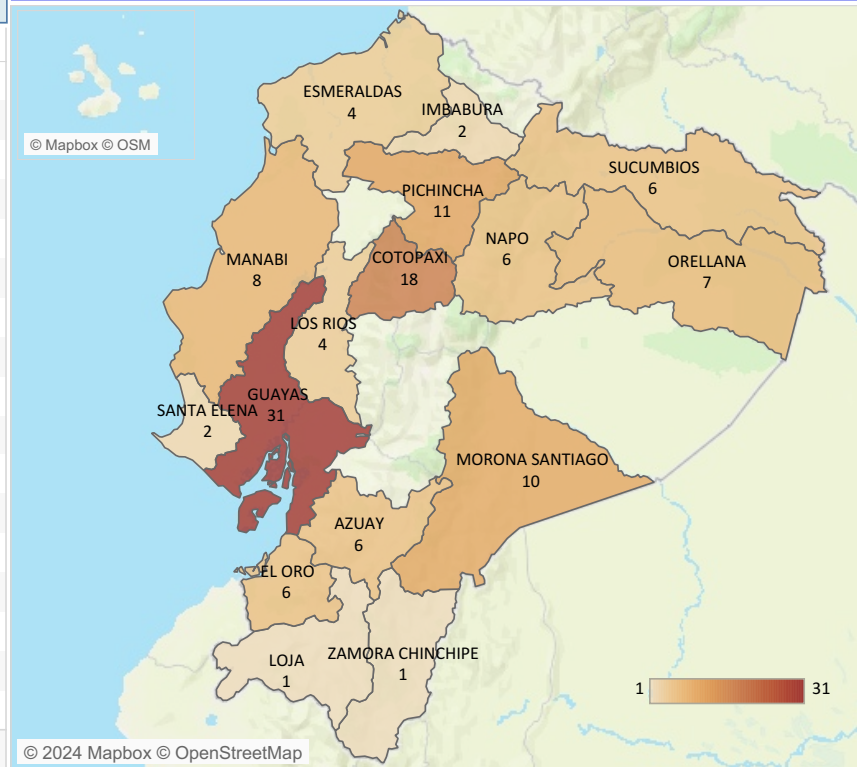 © Mapbox © OSM
ESMERALDAS
4
IMBABURA
2
SUCUMBIOS
6
PICHINCHA
11
NAPO
6
MANABI
8
COTOPAXI
18
ORELLANA
7
LOS RIOS
4
GUAYAS
31
SANTA ELENA
2
MORONA SANTIAGO
10
AZUAY
6
EL ORO
6
ZAMORA CHINCHIPE
1
LOJA
1
1 31
© 2024 Mapbox © OpenStreetMap